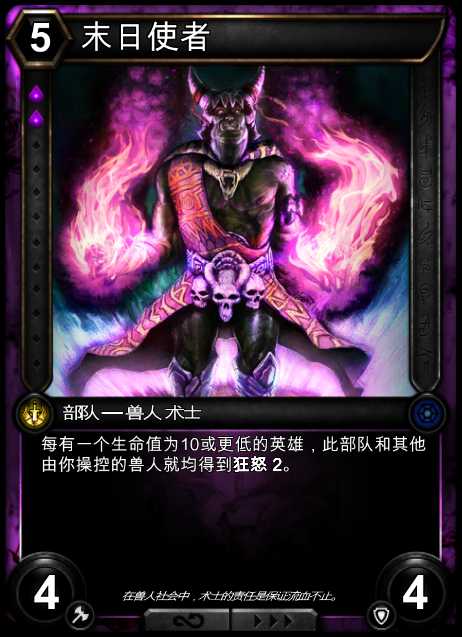 5
末日使者
部队 — 兽人 术士
每有一个生命值为10或更低的英雄，此部队和其他
由你操控的兽人就均得到狂怒 2。
在兽人社会中，术士的责任是保证流血不止。
4
4